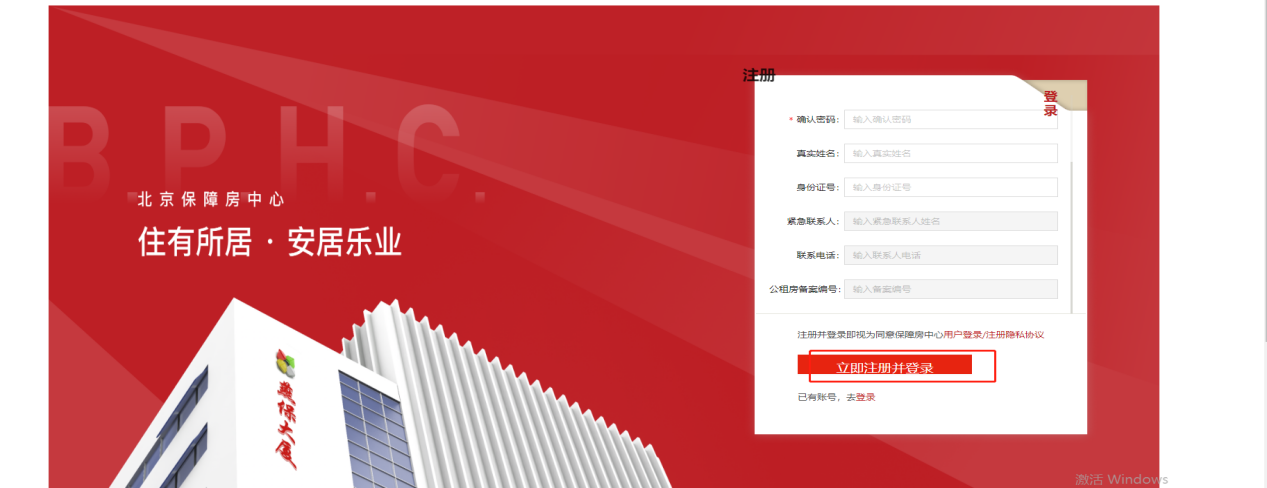 注册
登录
B.P.H.C.
* 确认密码： 输入确认密码
真实姓名： 输入真实姓名
身份证号： 输入身份证号
紧急联系人： 输入紧急联系人姓名
联系电话： 输入联系人电话
公租房备案编号： 输入备案编号
北京保障房中心
住有所居 · 安居乐业
注册并登录即视为同意保障房中心用户登录/注册隐私协议
立即注册并登录
已有账号，去登录
燕保大厦
激活 Windows